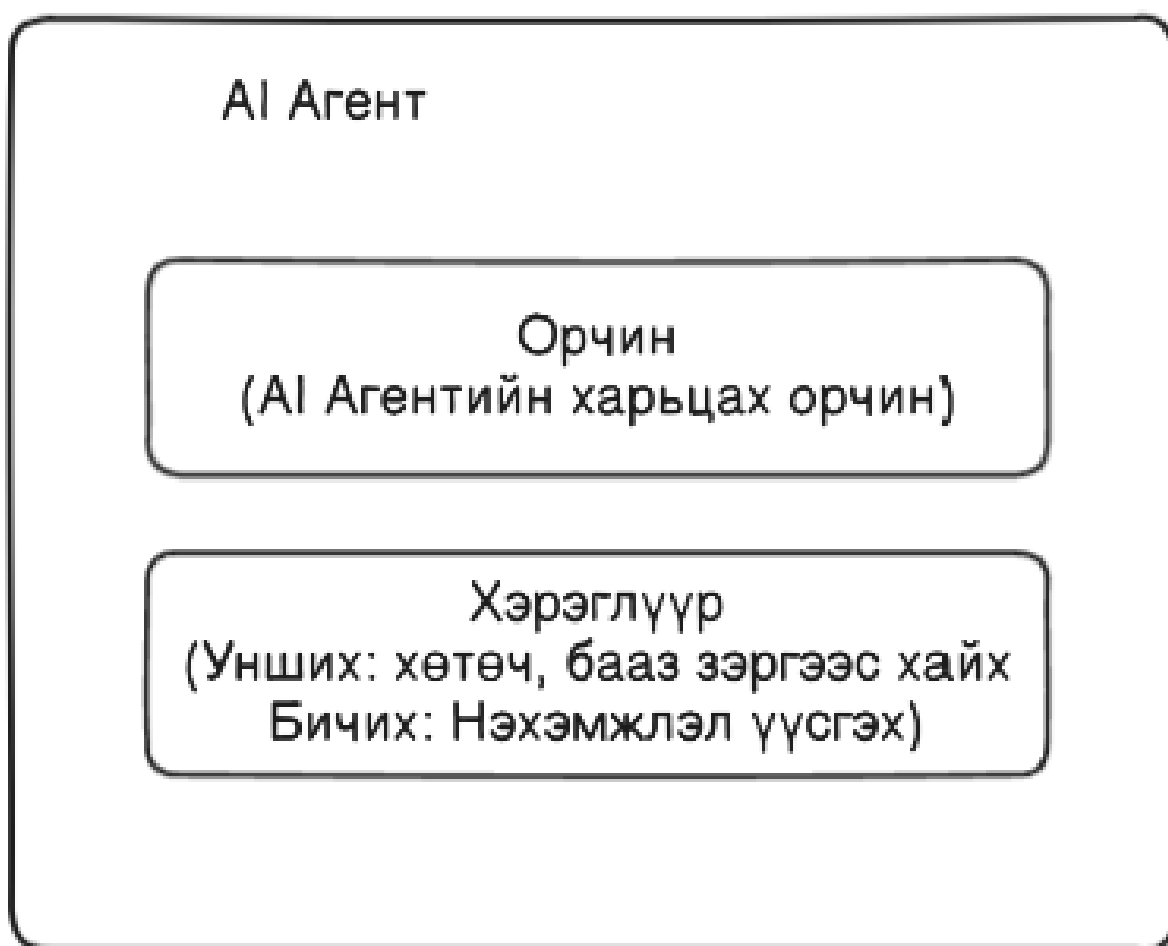 AI Агент
Орчин
(AI Агентийн харьцах орчин)
Хэрэглүүр
(Унших: хөтөч, бааз зэргээс хайх
Бичих: Нэхэмжлэл үүсгэх)